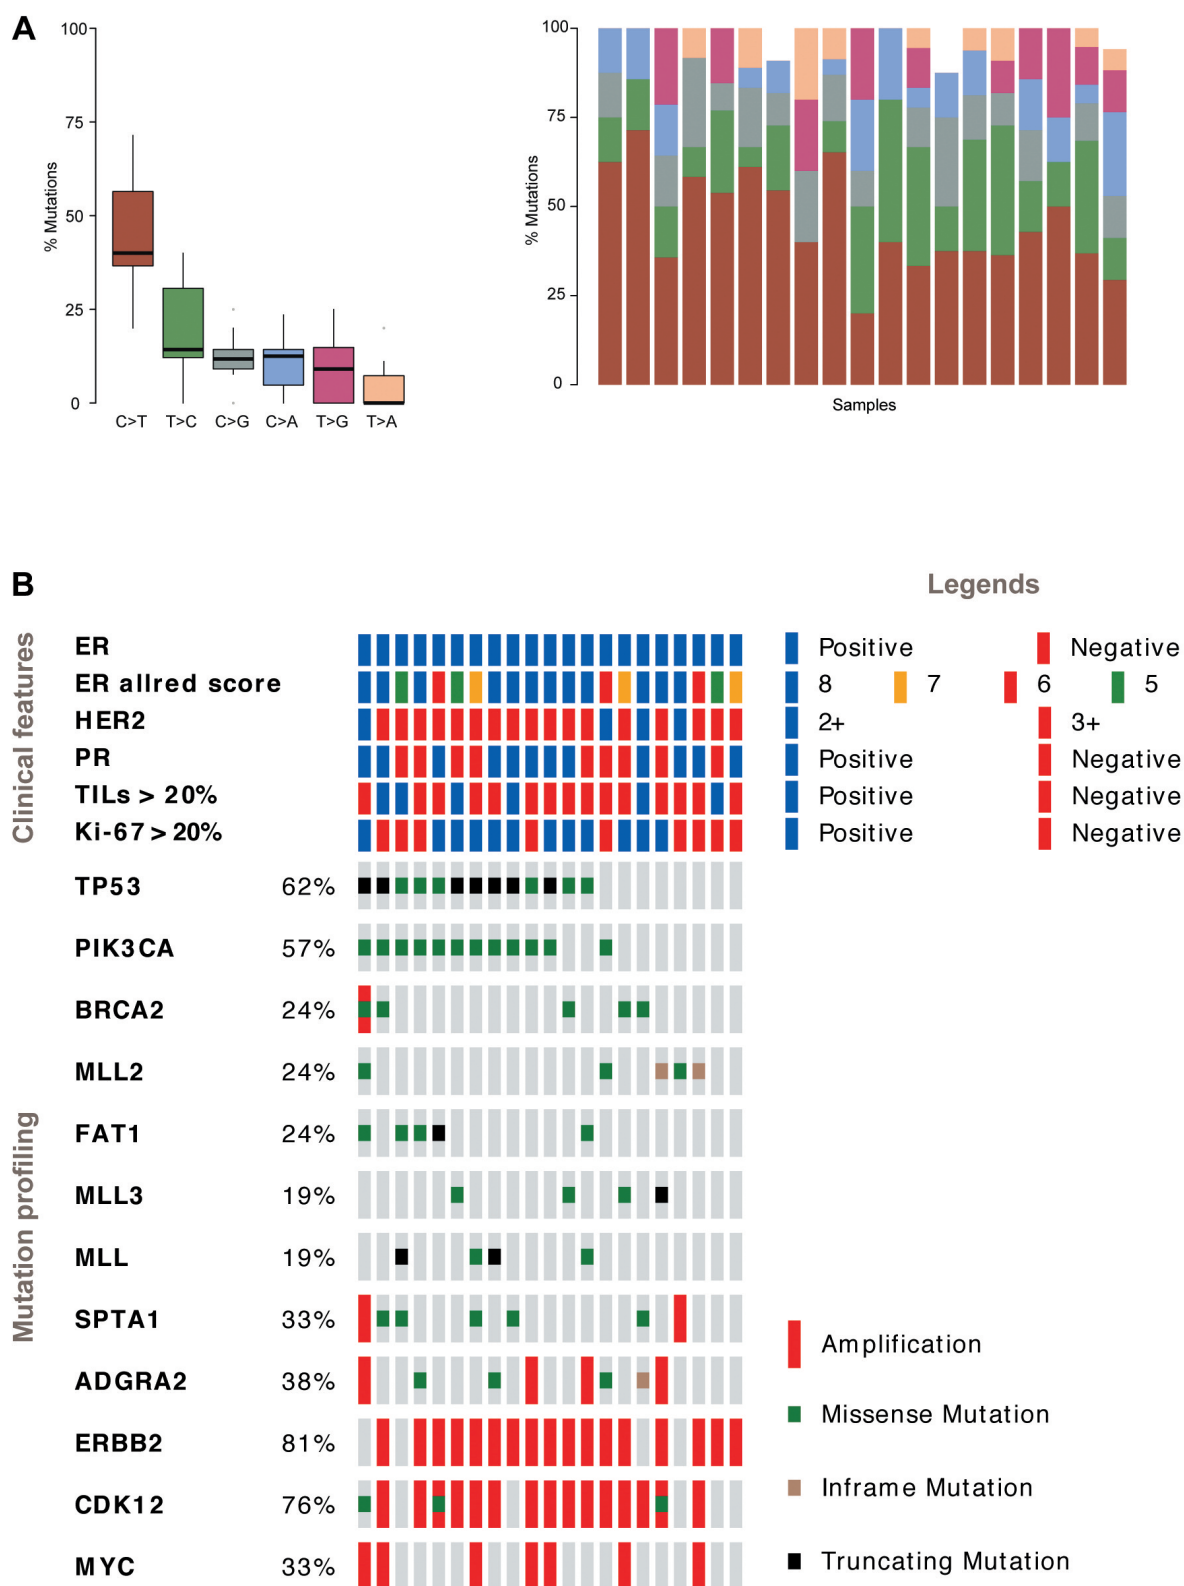 A
100
75
50
25
0
% Mutations
C>T T>C C>G C>A T>G T>A
100
75
50
25
0
% Mutations
Samples
B
Legends
Clinical features
ER
Positive Negative
ER allred score
8 7 6 5
HER2
2+ 3+
PR
Positive Negative
TILs > 20%
Positive Negative
Ki-67 > 20%
Positive Negative
Mutation profiling
TP53 62%
PIK3CA 57%
BRCA2 24%
MLL2 24%
FAT1 24%
MLL3 19%
MLL 19%
SPTA1 33%
ADGRA2 38%
ERBB2 81%
CDK12 76%
MYC 33%
Amplification
Missense Mutation
Inframe Mutation
Truncating Mutation